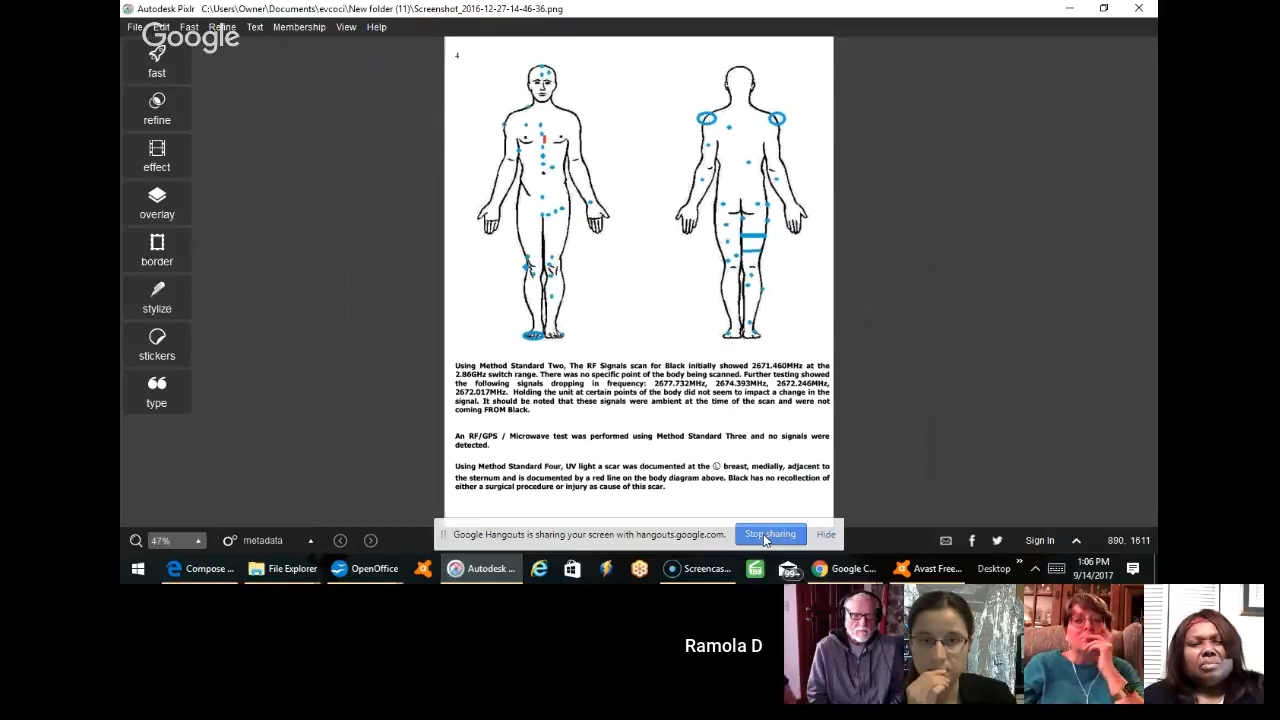 Autodesk Pixlr C:\Users\Owner\Documents\evcoci\New folder (11)\Screenshot_2016-12-27-14-46-36.png
File Edit Fast Refine Text Membership View Help
Google
fast
refine
effect
overlay
border
stylize
stickers
type
4
Using Method Standard Two, The RF Signals scan for Black initially showed 2671.460MHz at the
2.86GHz switch range. There was no specific point of the body being scanned. Further testing showed
the following signals dropping in frequency: 2677.732MHz, 2674.393MHz, 2672.246MHz,
2672.017MHz. Holding the unit at certain points of the body did not seem to impact a change in the
signal. It should be noted that these signals were ambient at the time of the scan and were not
coming FROM Black.
An RF/GPS / Microwave test was performed using Method Standard Three and no signals were
detected.
Using Method Standard Four, UV light a scar was documented at the Ⓛ breast, medially, adjacent to
the sternum and is documented by a red line on the body diagram above. Black has no recollection of
either a surgical procedure or injury as cause of this scar.
Google Hangouts is sharing your screen with hangouts.google.com. Stop sharing Hide
47% metadata Sign In 890, 1611
Compose ... File Explorer OpenOffice Autodesk ... Screencas... 99+ Google C... Avast Free... Desktop 1:06 PM
9/14/2017
Ramola D